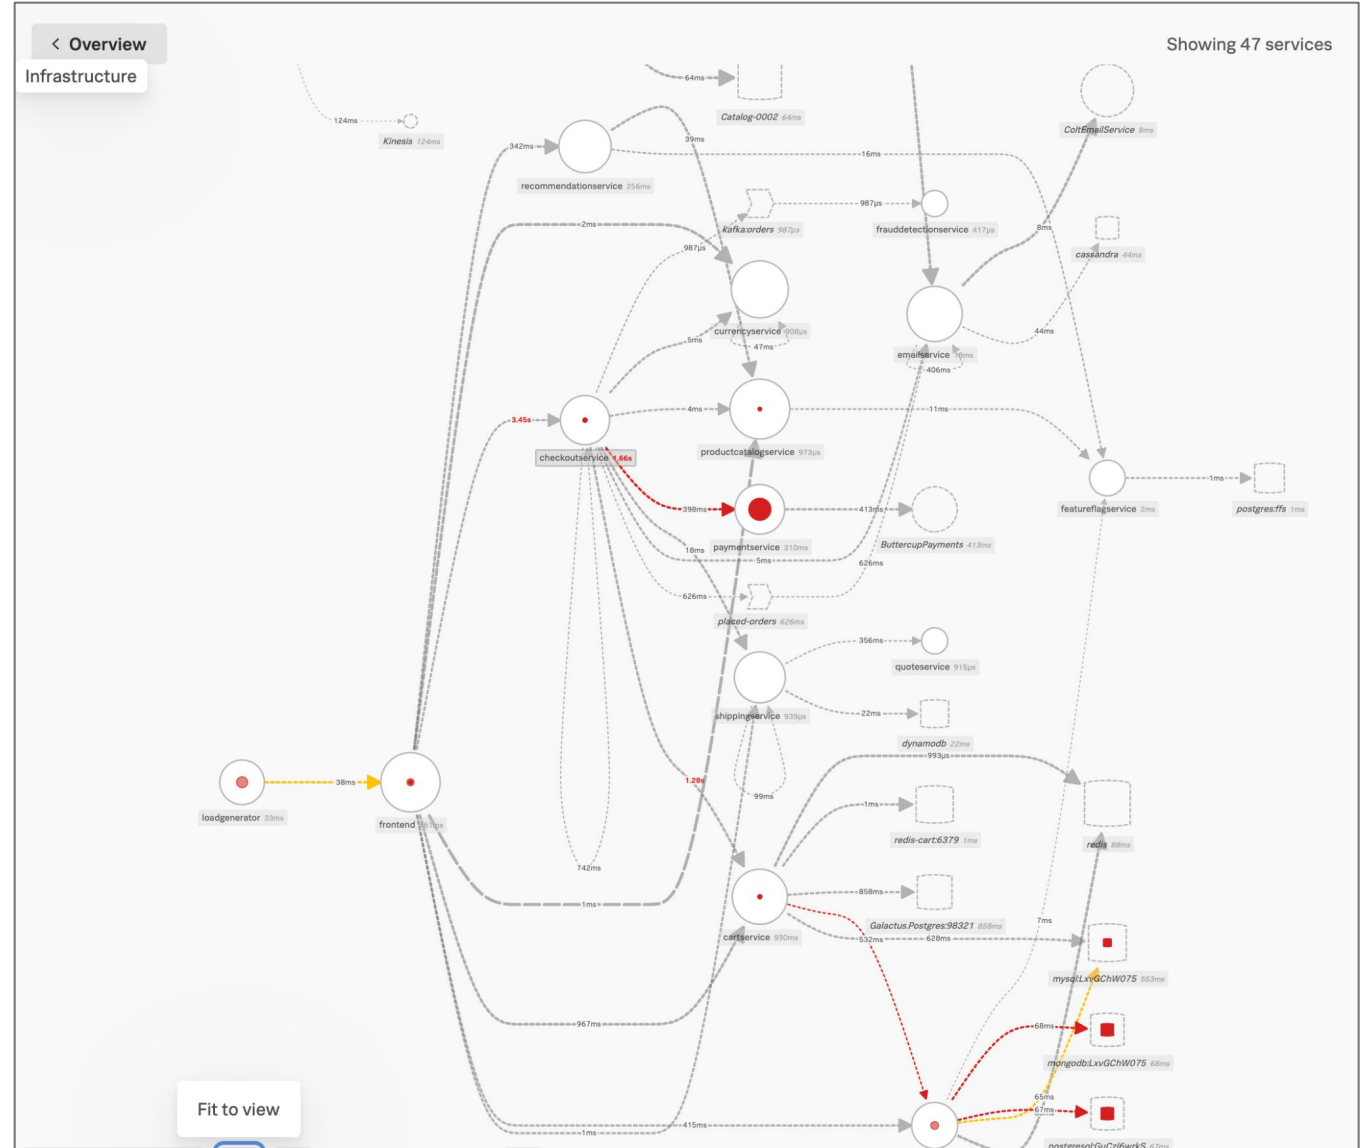 Overview
Showing 47 services
Infrastructure
64ms
Catalog-0002 64ms
124ms
Kinesis 124ms
ColtEmailService 8ms
342ms
39ms
16ms
recommendationservice 256ms
987µs
kafka:orders 987µs
frauddetectionservice 417µs
2ms
8ms
987µs
cassandra 44ms
currencyservice 908µs
5ms
47ms
44ms
emailservice
406ms
3.45s
4ms
11ms
checkoutservice 1.66s
productcatalogservice 973µs
1ms
398ms
413ms
featureflagservice 2ms
postgres:ffs 1ms
paymentservice 310ms
ButtercupPayments 413ms
18ms
5ms
626ms
626ms
placed-orders 626ms
356ms
quoteservice 915µs
shippingservice 939µs
22ms
dynamodb 22ms
993µs
38ms
1.28s
99ms
loadgenerator 33ms
frontend
1ms
redis-cart:6379 1ms
redis 88ms
742ms
858ms
1ms
Galactus.Postgres:98321 858ms
7ms
cartservice 930ms
532ms
628ms
mysql:LxvGChW075 553ms
967ms
68ms
mongodb:LxvGChW075 68ms
65ms
67ms
Fit to view
415ms
1ms
postgresql:GuCzl6wrkS 67ms